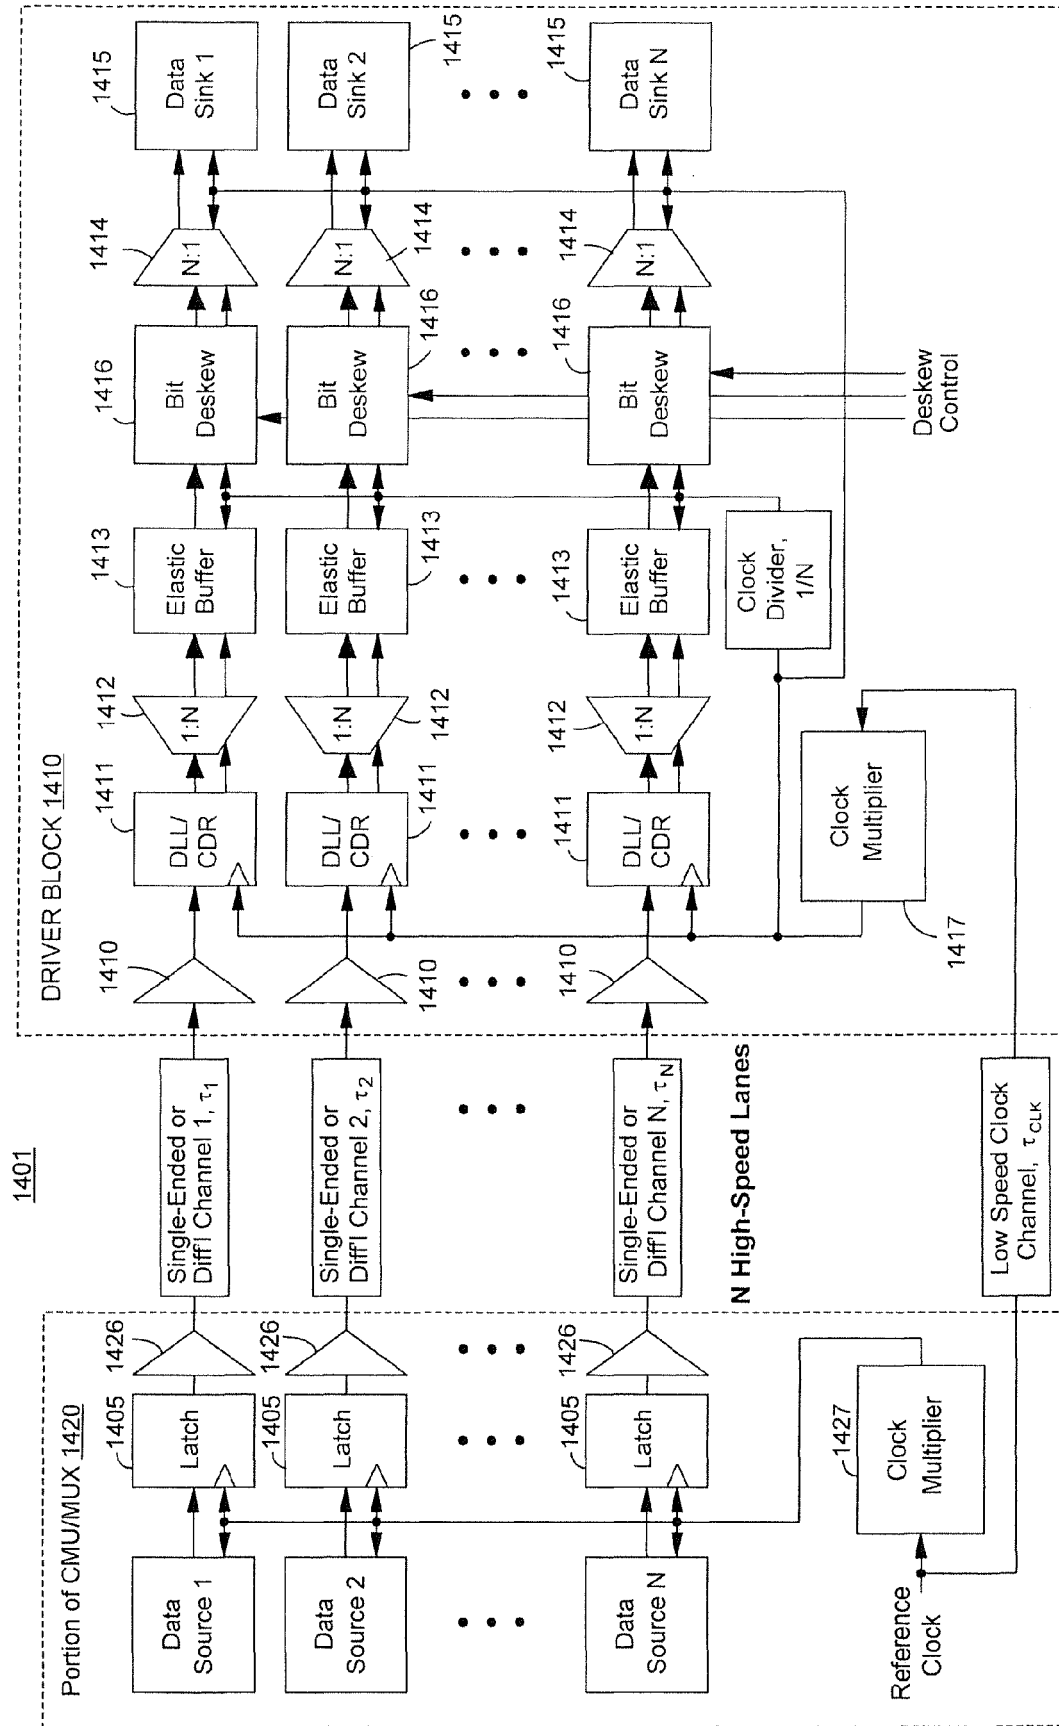 1401
Portion of CMU/MUX 1420
Data
Source 1
1405
Latch
1426
Single-Ended or
Diff'l Channel 1, τ1
Data
Source 2
1405
Latch
1426
Single-Ended or
Diff'l Channel 2, τ2
Data
Source N
1405
Latch
1426
Single-Ended or
Diff'l Channel N, τN
N High-Speed Lanes
Reference
Clock
1427
Clock
Multiplier
Low Speed Clock
Channel, τCLK
DRIVER BLOCK 1410
1410
1411
DLL/
CDR
1412
1:N
1413
Elastic
Buffer
1416
Bit
Deskew
1414
N:1
1415
Data
Sink 1
1410
DLL/
CDR
1411
1:N
1412
Elastic
Buffer
1413
Bit
Deskew
1416
N:1
1414
Data
Sink 2
1415
1410
1411
DLL/
CDR
1412
1:N
1413
Elastic
Buffer
1416
Bit
Deskew
1414
N:1
1415
Data
Sink N
Clock
Divider,
1/N
Clock
Multiplier
1417
Deskew
Control